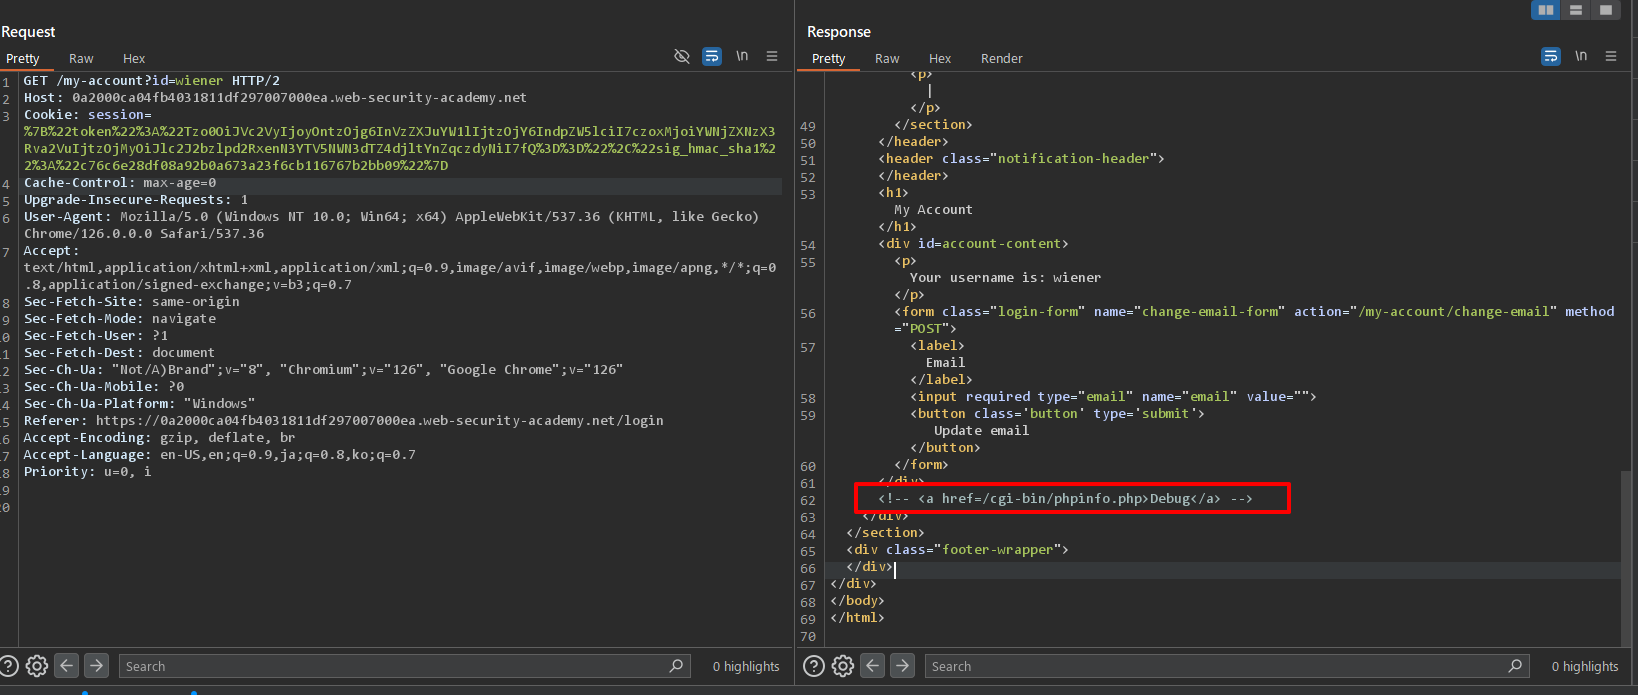 Request
Pretty Raw Hex
\n
1 GET /my-account?id=wiener HTTP/2
2 Host: 0a2000ca04fb4031811df297007000ea.web-security-academy.net
3 Cookie: session=
%7B%22token%22%3A%22Tzo0OiJVc2VyIjoyOntzOjg6InVzZXJuYW1lIjtzOjY6IndpZW5lciI7czoxMjoiYWNjZXNzX3
Rva2VuIjtzOjMyOiJlc2J2bzlpd2RxenN3YTV5NWN3dTZ4djltYnZqczdyNiI7fQ%3D%3D%22%2C%22sig_hmac_sha1%2
2%3A%22c76c6e28df08a92b0a673a23f6cb116767b2bb09%22%7D
4 Cache-Control: max-age=0
5 Upgrade-Insecure-Requests: 1
6 User-Agent: Mozilla/5.0 (Windows NT 10.0; Win64; x64) AppleWebKit/537.36 (KHTML, like Gecko)
Chrome/126.0.0.0 Safari/537.36
7 Accept:
text/html,application/xhtml+xml,application/xml;q=0.9,image/avif,image/webp,image/apng,*/*;q=0
.8,application/signed-exchange;v=b3;q=0.7
8 Sec-Fetch-Site: same-origin
9 Sec-Fetch-Mode: navigate
0 Sec-Fetch-User: ?1
1 Sec-Fetch-Dest: document
2 Sec-Ch-Ua: "Not/A)Brand";v="8", "Chromium";v="126", "Google Chrome";v="126"
3 Sec-Ch-Ua-Mobile: ?0
4 Sec-Ch-Ua-Platform: "Windows"
5 Referer: https://0a2000ca04fb4031811df297007000ea.web-security-academy.net/login
6 Accept-Encoding: gzip, deflate, br
7 Accept-Language: en-US,en;q=0.9,ja;q=0.8,ko;q=0.7
8 Priority: u=0, i
9
0
Search
0 highlights
Response
Pretty Raw Hex Render
\n
<p>
|
</p>
49 </section>
50 </header>
51 <header class="notification-header">
52 </header>
53 <h1>
My Account
</h1>
54 <div id=account-content>
55 <p>
Your username is: wiener
</p>
56 <form class="login-form" name="change-email-form" action="/my-account/change-email" method
="POST">
57 <label>
Email
</label>
58 <input required type="email" name="email" value="">
59 <button class='button' type='submit'>
Update email
</button>
60 </form>
61 </div>
62 <!-- <a href=/cgi-bin/phpinfo.php>Debug</a> -->
63 </div>
64 </section>
65 <div class="footer-wrapper">
66 </div>
67 </div>
68 </body>
69 </html>
70
Search
0 highlights